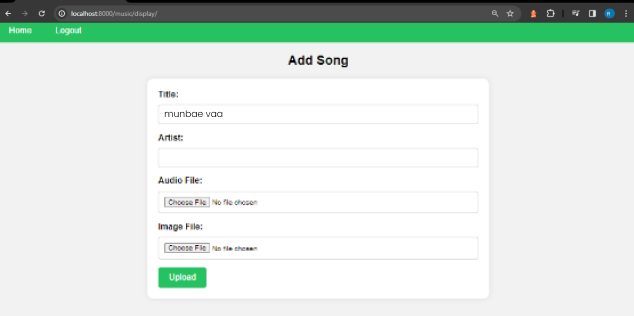 localhost:8000/music/display/
Home Logout
Add Song
Title:
munbae vaa
Artist:
Audio File:
Choose File No file chosen
Image File:
Choose File No file chosen
Upload